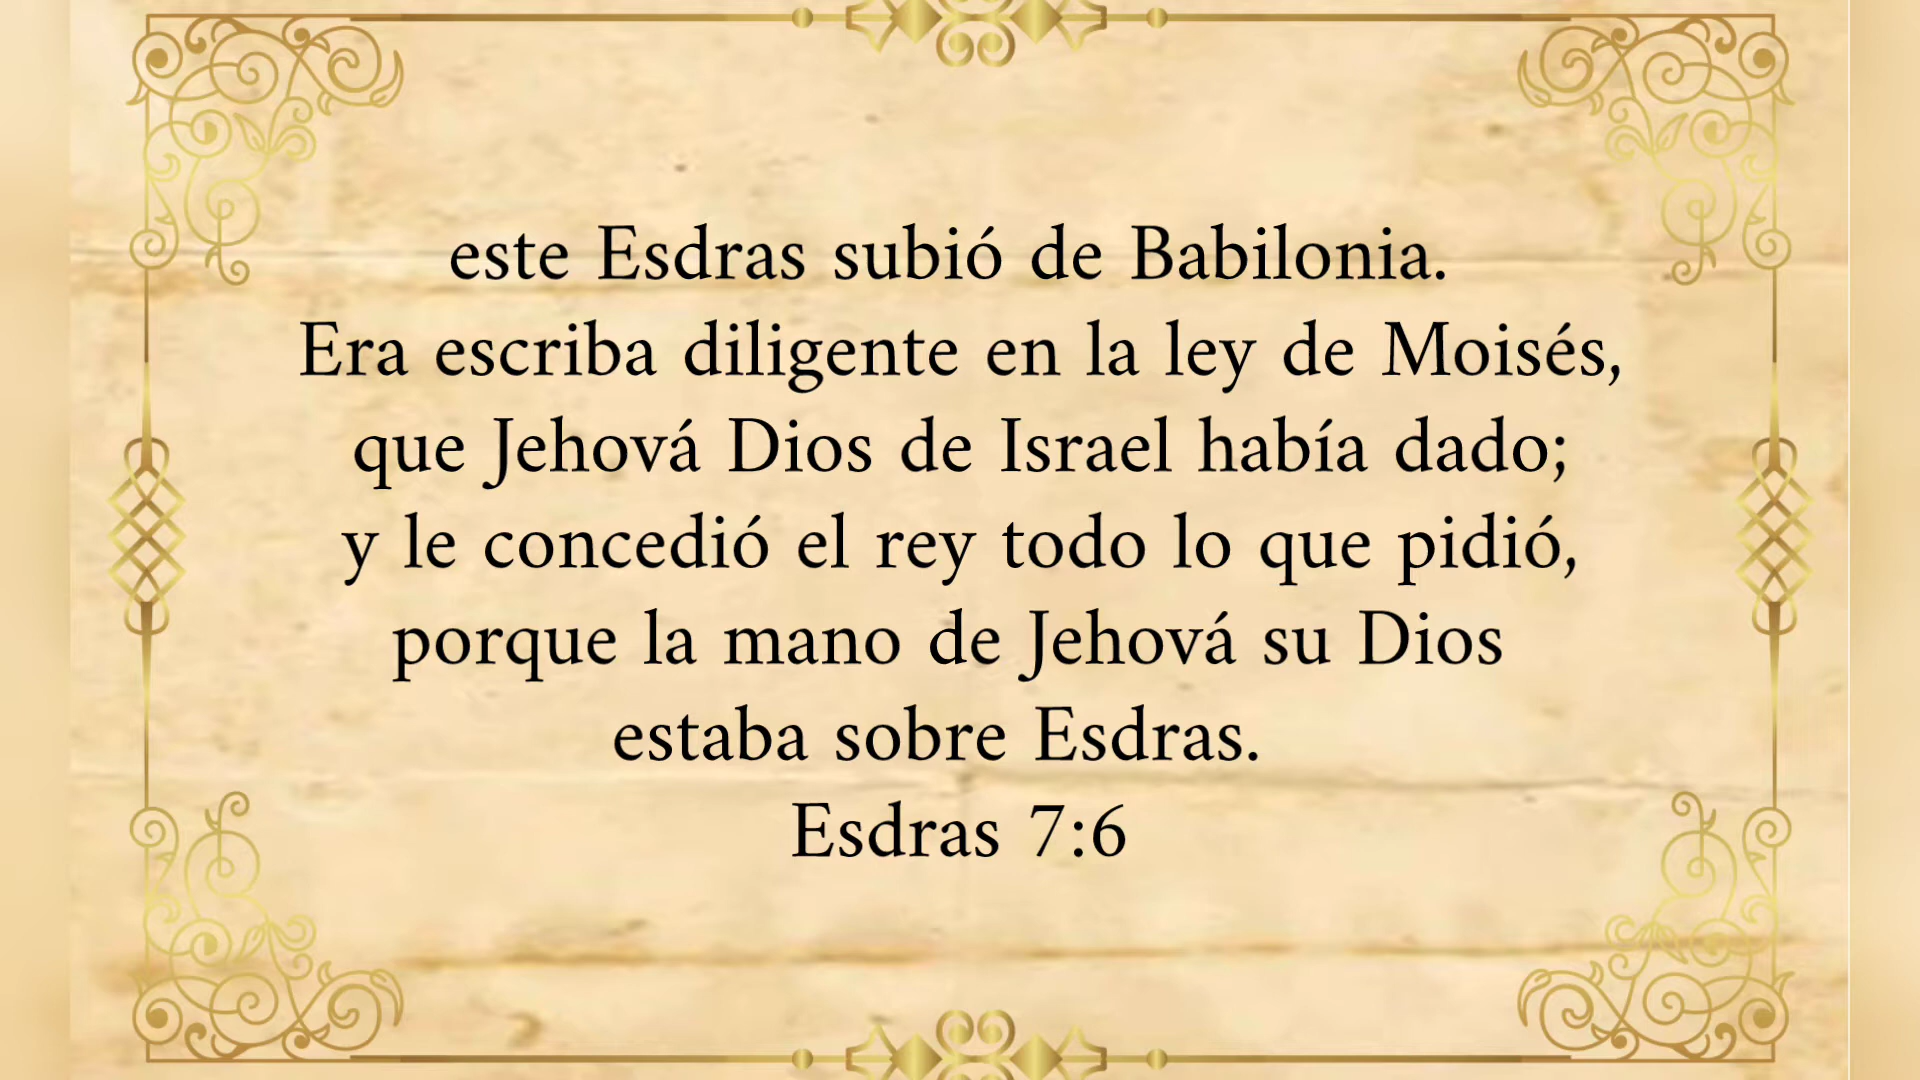 este Esdras subió de Babilonia.
Era escriba diligente en la ley de Moisés,
que Jehová Dios de Israel había dado;
y le concedió el rey todo lo que pidió,
porque la mano de Jehová su Dios
estaba sobre Esdras.
Esdras 7:6